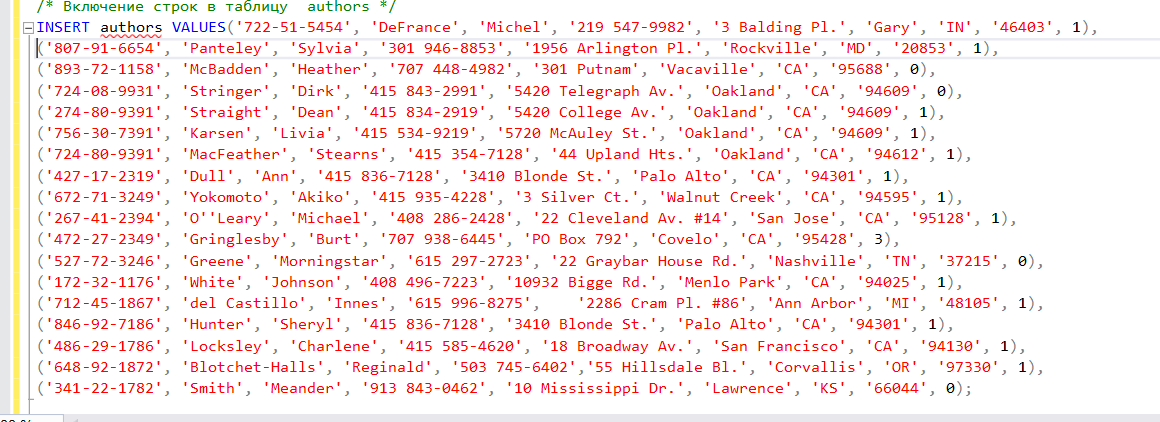 /* Включение строк в таблицу  authors */
INSERT authors VALUES('722-51-5454', 'DeFrance', 'Michel', '219 547-9982', '3 Balding Pl.', 'Gary', 'IN', '46403', 1),
('807-91-6654', 'Panteley', 'Sylvia', '301 946-8853', '1956 Arlington Pl.', 'Rockville', 'MD', '20853', 1),
('893-72-1158', 'McBadden', 'Heather', '707 448-4982', '301 Putnam', 'Vacaville', 'CA', '95688', 0),
('724-08-9931', 'Stringer', 'Dirk', '415 843-2991', '5420 Telegraph Av.', 'Oakland', 'CA', '94609', 0),
('274-80-9391', 'Straight', 'Dean', '415 834-2919', '5420 College Av.', 'Oakland', 'CA', '94609', 1),
('756-30-7391', 'Karsen', 'Livia', '415 534-9219', '5720 McAuley St.', 'Oakland', 'CA', '94609', 1),
('724-80-9391', 'MacFeather', 'Stearns', '415 354-7128', '44 Upland Hts.', 'Oakland', 'CA', '94612', 1),
('427-17-2319', 'Dull', 'Ann', '415 836-7128', '3410 Blonde St.', 'Palo Alto', 'CA', '94301', 1),
('672-71-3249', 'Yokomoto', 'Akiko', '415 935-4228', '3 Silver Ct.', 'Walnut Creek', 'CA', '94595', 1),
('267-41-2394', 'O''Leary', 'Michael', '408 286-2428', '22 Cleveland Av. #14', 'San Jose', 'CA', '95128', 1),
('472-27-2349', 'Gringlesby', 'Burt', '707 938-6445', 'PO Box 792', 'Covelo', 'CA', '95428', 3),
('527-72-3246', 'Greene', 'Morningstar', '615 297-2723', '22 Graybar House Rd.', 'Nashville', 'TN', '37215', 0),
('172-32-1176', 'White', 'Johnson', '408 496-7223', '10932 Bigge Rd.', 'Menlo Park', 'CA', '94025', 1),
('712-45-1867', 'del Castillo', 'Innes', '615 996-8275',    '2286 Cram Pl. #86', 'Ann Arbor', 'MI', '48105', 1),
('846-92-7186', 'Hunter', 'Sheryl', '415 836-7128', '3410 Blonde St.', 'Palo Alto', 'CA', '94301', 1),
('486-29-1786', 'Locksley', 'Charlene', '415 585-4620', '18 Broadway Av.', 'San Francisco', 'CA', '94130', 1),
('648-92-1872', 'Blotchet-Halls', 'Reginald', '503 745-6402','55 Hillsdale Bl.', 'Corvallis', 'OR', '97330', 1),
('341-22-1782', 'Smith', 'Meander', '913 843-0462', '10 Mississippi Dr.', 'Lawrence', 'KS', '66044', 0);